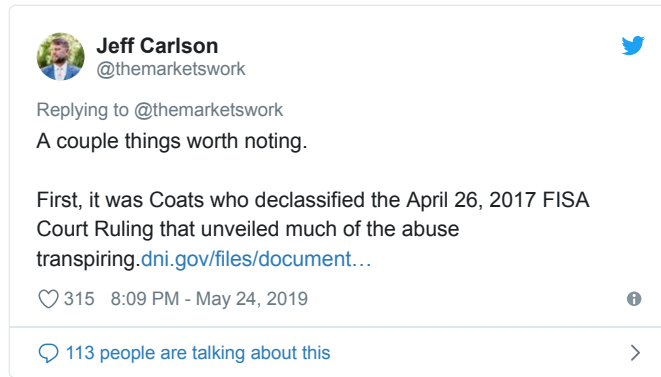 Jeff Carlson
@themarketswork
Replying to @themarketswork
A couple things worth noting.
First, it was Coats who declassified the April 26, 2017 FISA
Court Ruling that unveiled much of the abuse
transpiring.dni.gov/files/document…
315 8:09 PM - May 24, 2019
113 people are talking about this